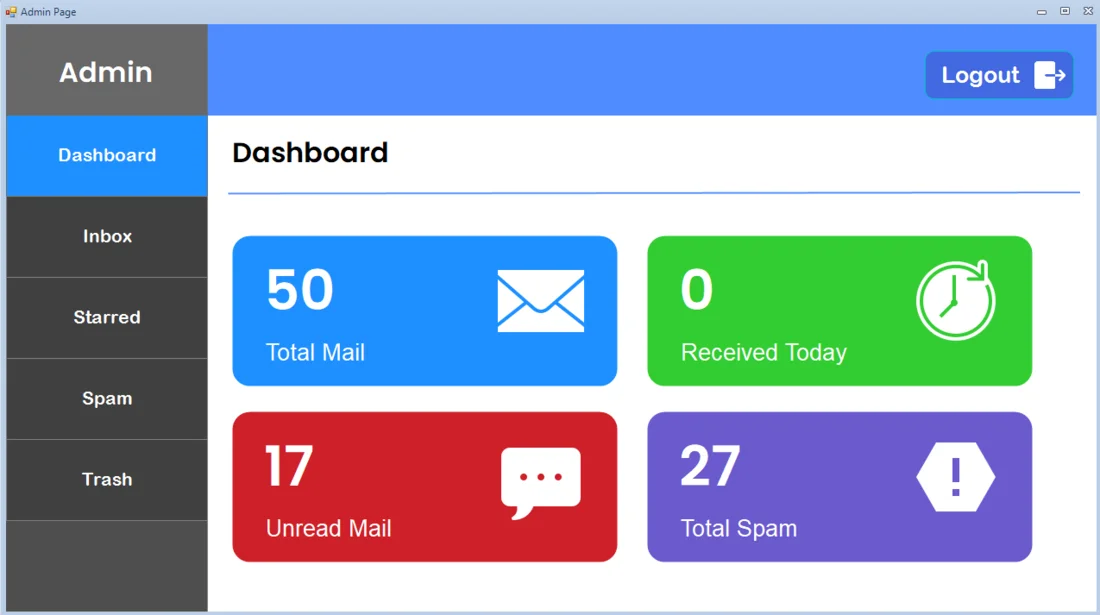 Admin Page
Admin
Logout
Dashboard
Inbox
Starred
Spam
Trash
Dashboard
50
Total Mail
0
Received Today
17
Unread Mail
27
Total Spam